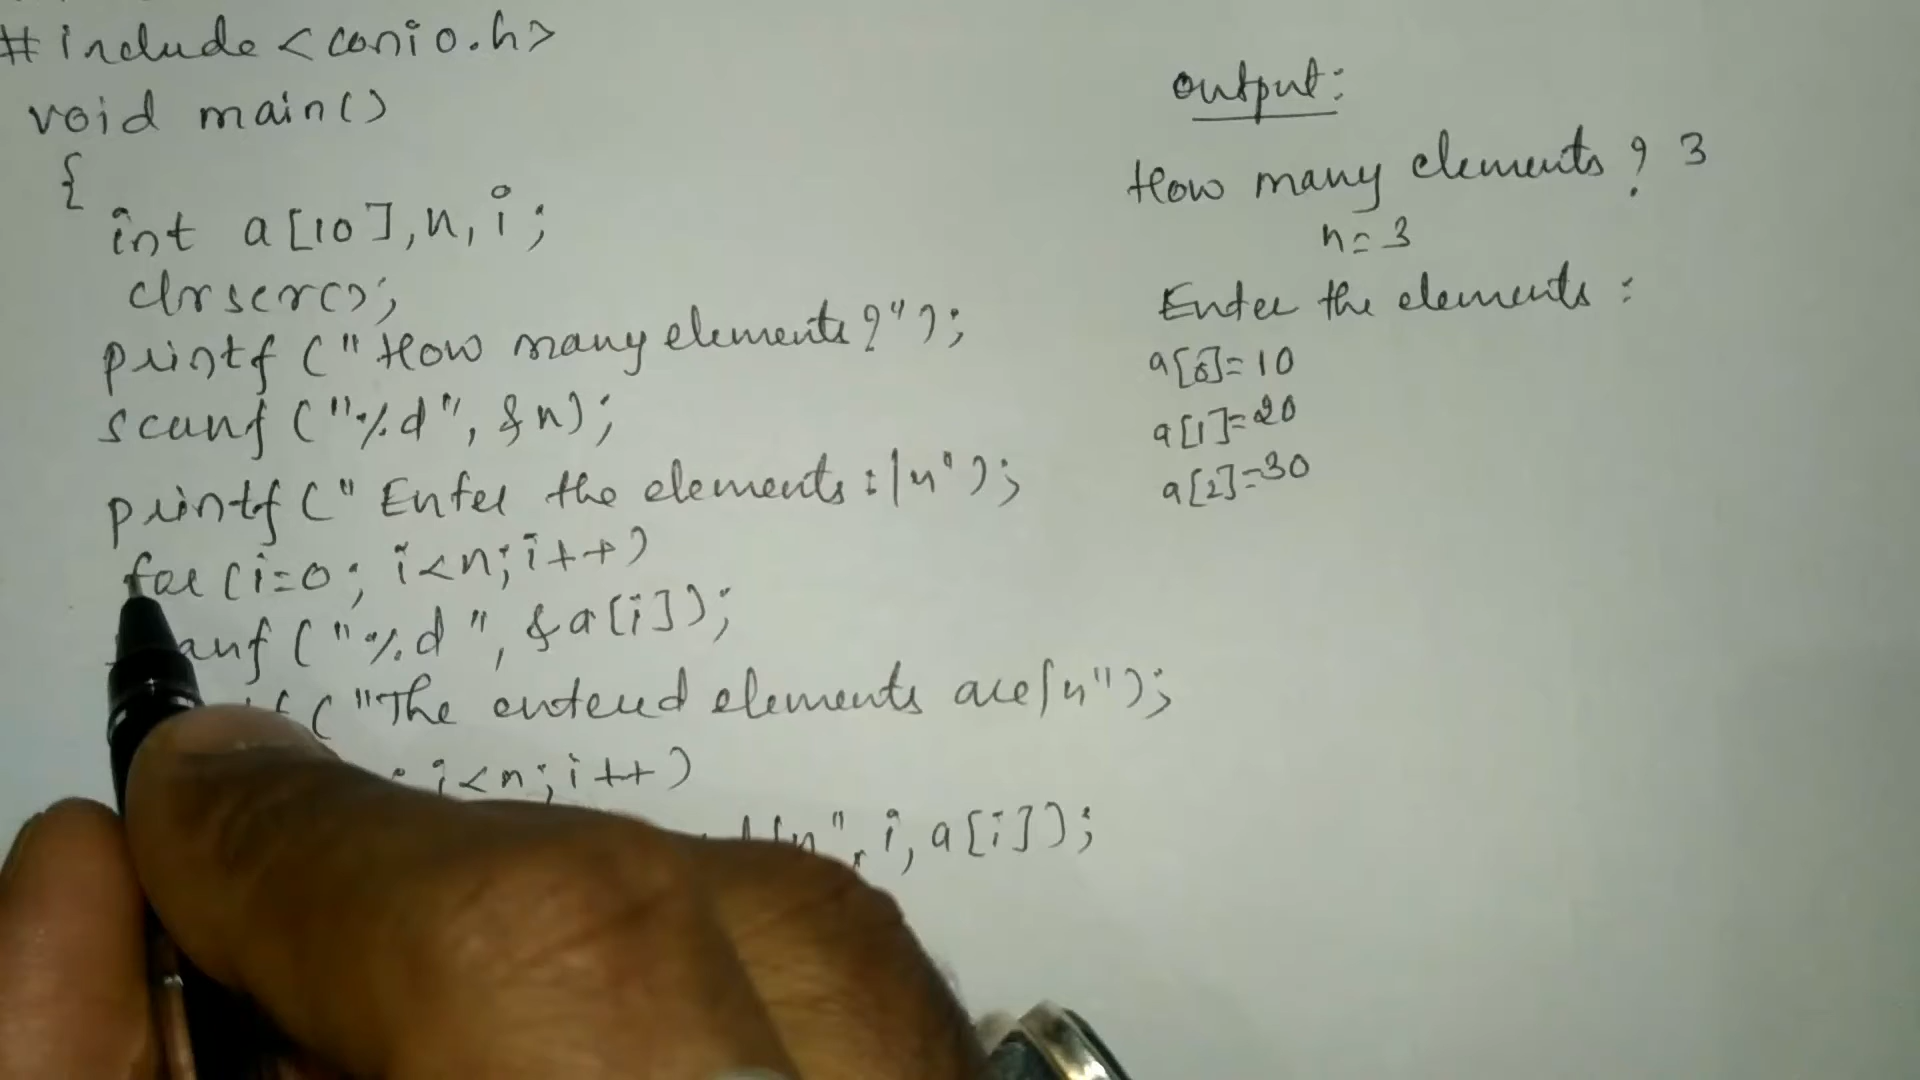 #include<conio.h>
void main()
{
int a[10],n,i;
clrscr();
printf("How many elements?");
scanf("%d", &n);
printf("Enter the elements:\n");
for(i=0; i<n;i++)
scanf("%d", &a[i]);
("The entered elements are\n");
i<n;i++)
\n",i,a[i]);
output:
How many elements? 3
n=3
Enter the elements:
a[0]=10
a[1]=20
a[2]=30